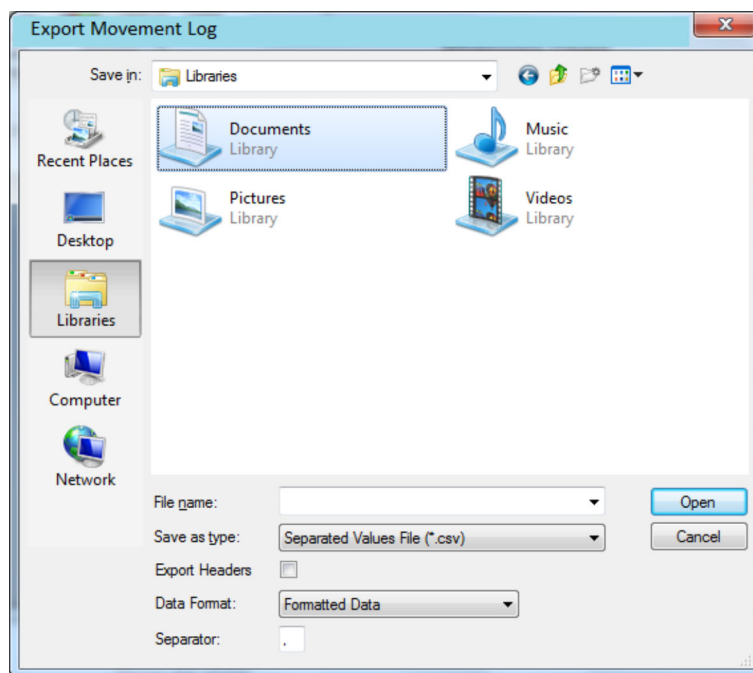 Export Movement Log
Save in: Libraries
Recent Places
Desktop
Libraries
Computer
Network
Documents
Library
Music
Library
Pictures
Library
Videos
Library
File name:
Open
Save as type: Separated Values File (*.csv)
Cancel
Export Headers
Data Format: Formatted Data
Separator: ,